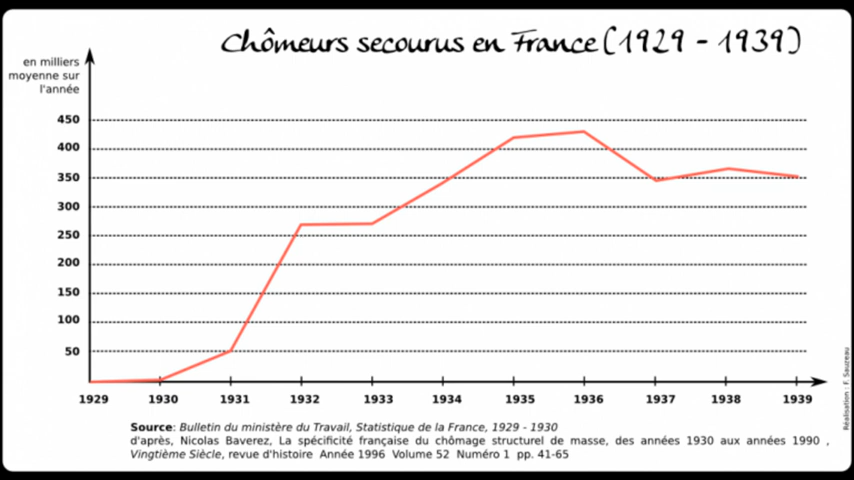 Chômeurs secourus en France (1929 - 1939)
en milliers
moyenne sur
l'année
450
400
350
300
250
200
150
100
50
1929 1930 1931 1932 1933 1934 1935 1936 1937 1938 1939
Source: Bulletin du ministère du Travail, Statistique de la France, 1929 - 1930
d'après, Nicolas Baverez, La spécificité française du chômage structurel de masse, des années 1930 aux années 1990 ,
Vingtième Siècle, revue d'histoire Année 1996 Volume 52 Numéro 1 pp. 41-65
Réalisation : F. Sauzeau